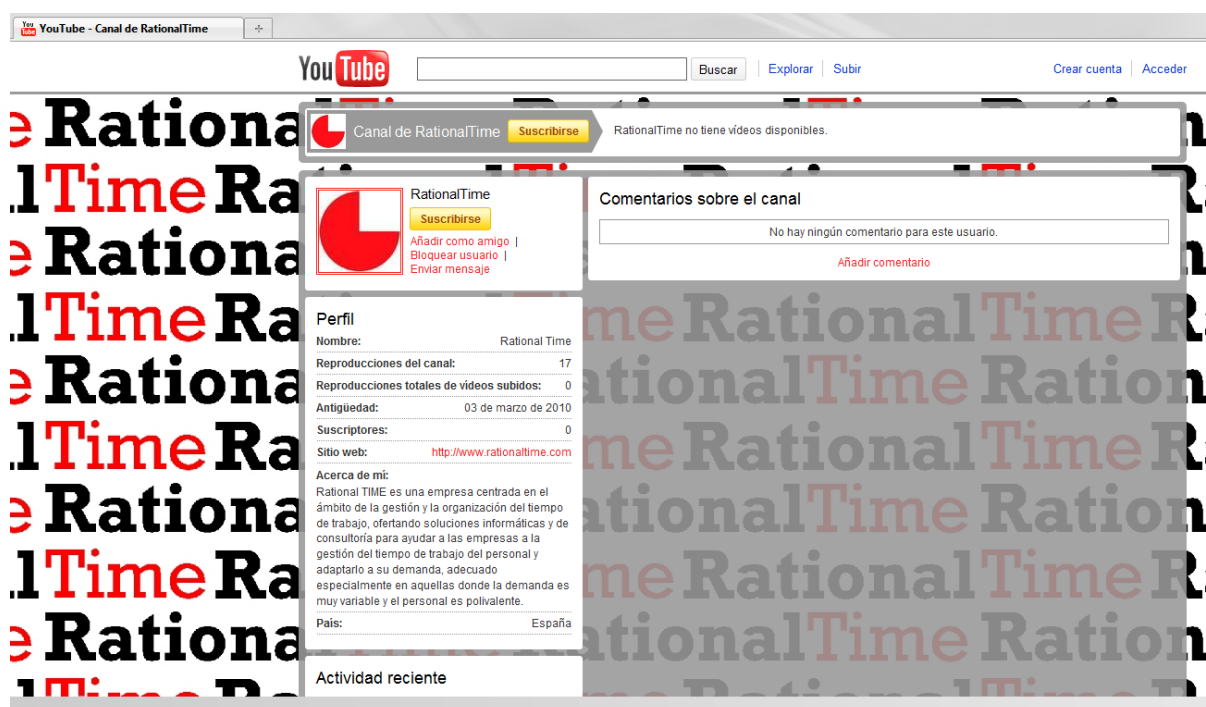 YouTube - Canal de RationalTime
YouTube
Buscar
Explorar
Subir
Crear cuenta
Acceder
Canal de RationalTime
Suscribirse
RationalTime no tiene vídeos disponibles.
RationalTime
Suscribirse
Añadir como amigo |
Bloquear usuario |
Enviar mensaje
Comentarios sobre el canal
No hay ningún comentario para este usuario.
Añadir comentario
Perfil
Nombre: Rational Time
Reproducciones del canal: 17
Reproducciones totales de vídeos subidos: 0
Antigüedad: 03 de marzo de 2010
Suscriptores: 0
Sitio web: http://www.rationaltime.com
Acerca de mí:
Rational TIME es una empresa centrada en el
ámbito de la gestión y la organización del tiempo
de trabajo, ofertando soluciones informáticas y de
consultoría para ayudar a las empresas a la
gestión del tiempo de trabajo del personal y
adaptarlo a su demanda, adecuado
especialmente en aquellas donde la demanda es
muy variable y el personal es polivalente.
País: España
Actividad reciente